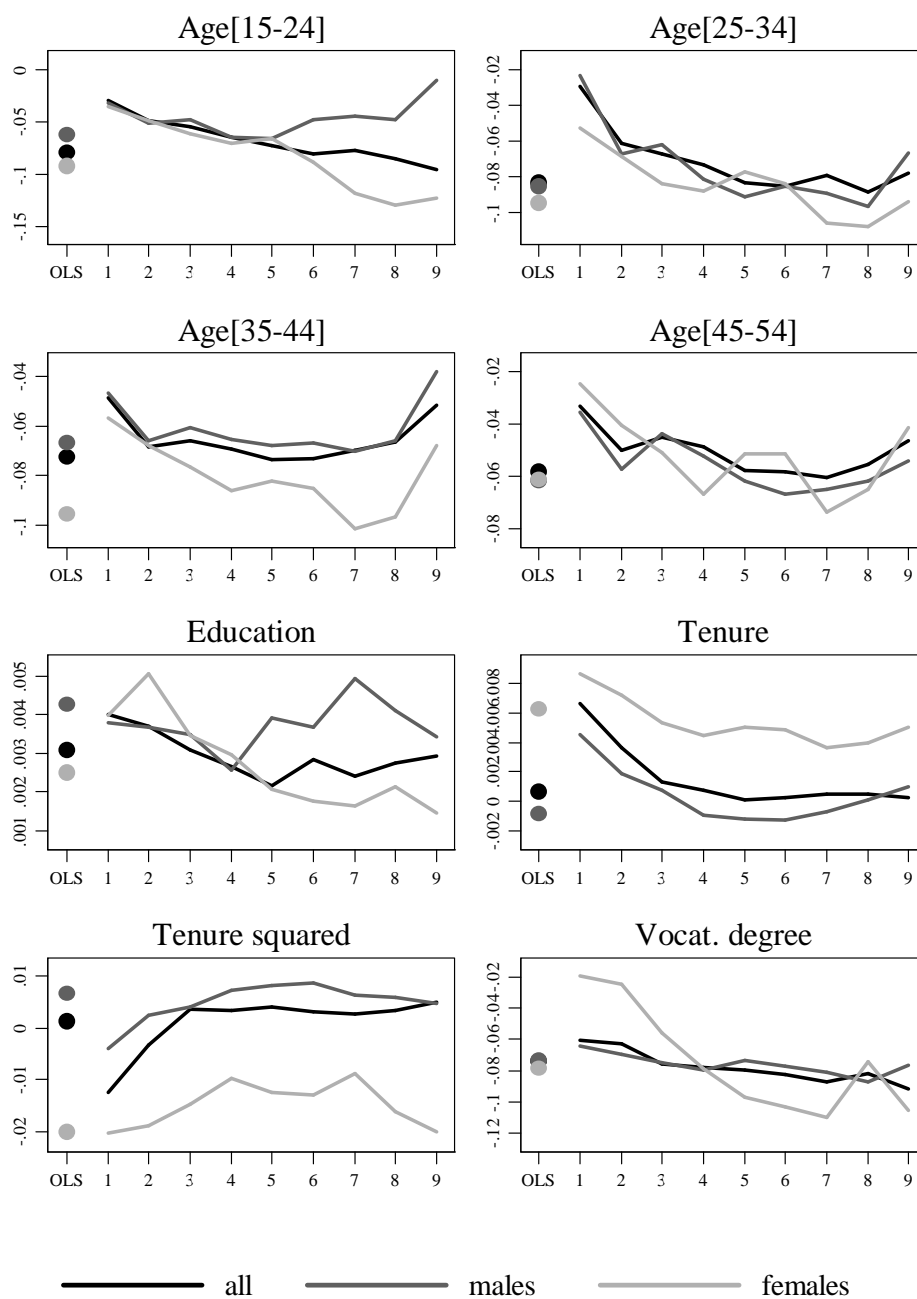 Age[15-24]
-.15 -.1 -.05 0
OLS 1 2 3 4 5 6 7 8 9
Age[25-34]
-.1 -.08 -.06 -.04 -.02
OLS 1 2 3 4 5 6 7 8 9
Age[35-44]
-.1 -.08 -.06 -.04
OLS 1 2 3 4 5 6 7 8 9
Age[45-54]
-.08 -.06 -.04 -.02
OLS 1 2 3 4 5 6 7 8 9
Education
.001 .002 .003 .004 .005
OLS 1 2 3 4 5 6 7 8 9
Tenure
-.002 0 .002 .004 .006 .008
OLS 1 2 3 4 5 6 7 8 9
Tenure squared
-.02 -.01 0 .01
OLS 1 2 3 4 5 6 7 8 9
Vocat. degree
-.12 -.1 -.08 -.06 -.04 -.02
OLS 1 2 3 4 5 6 7 8 9
all males females